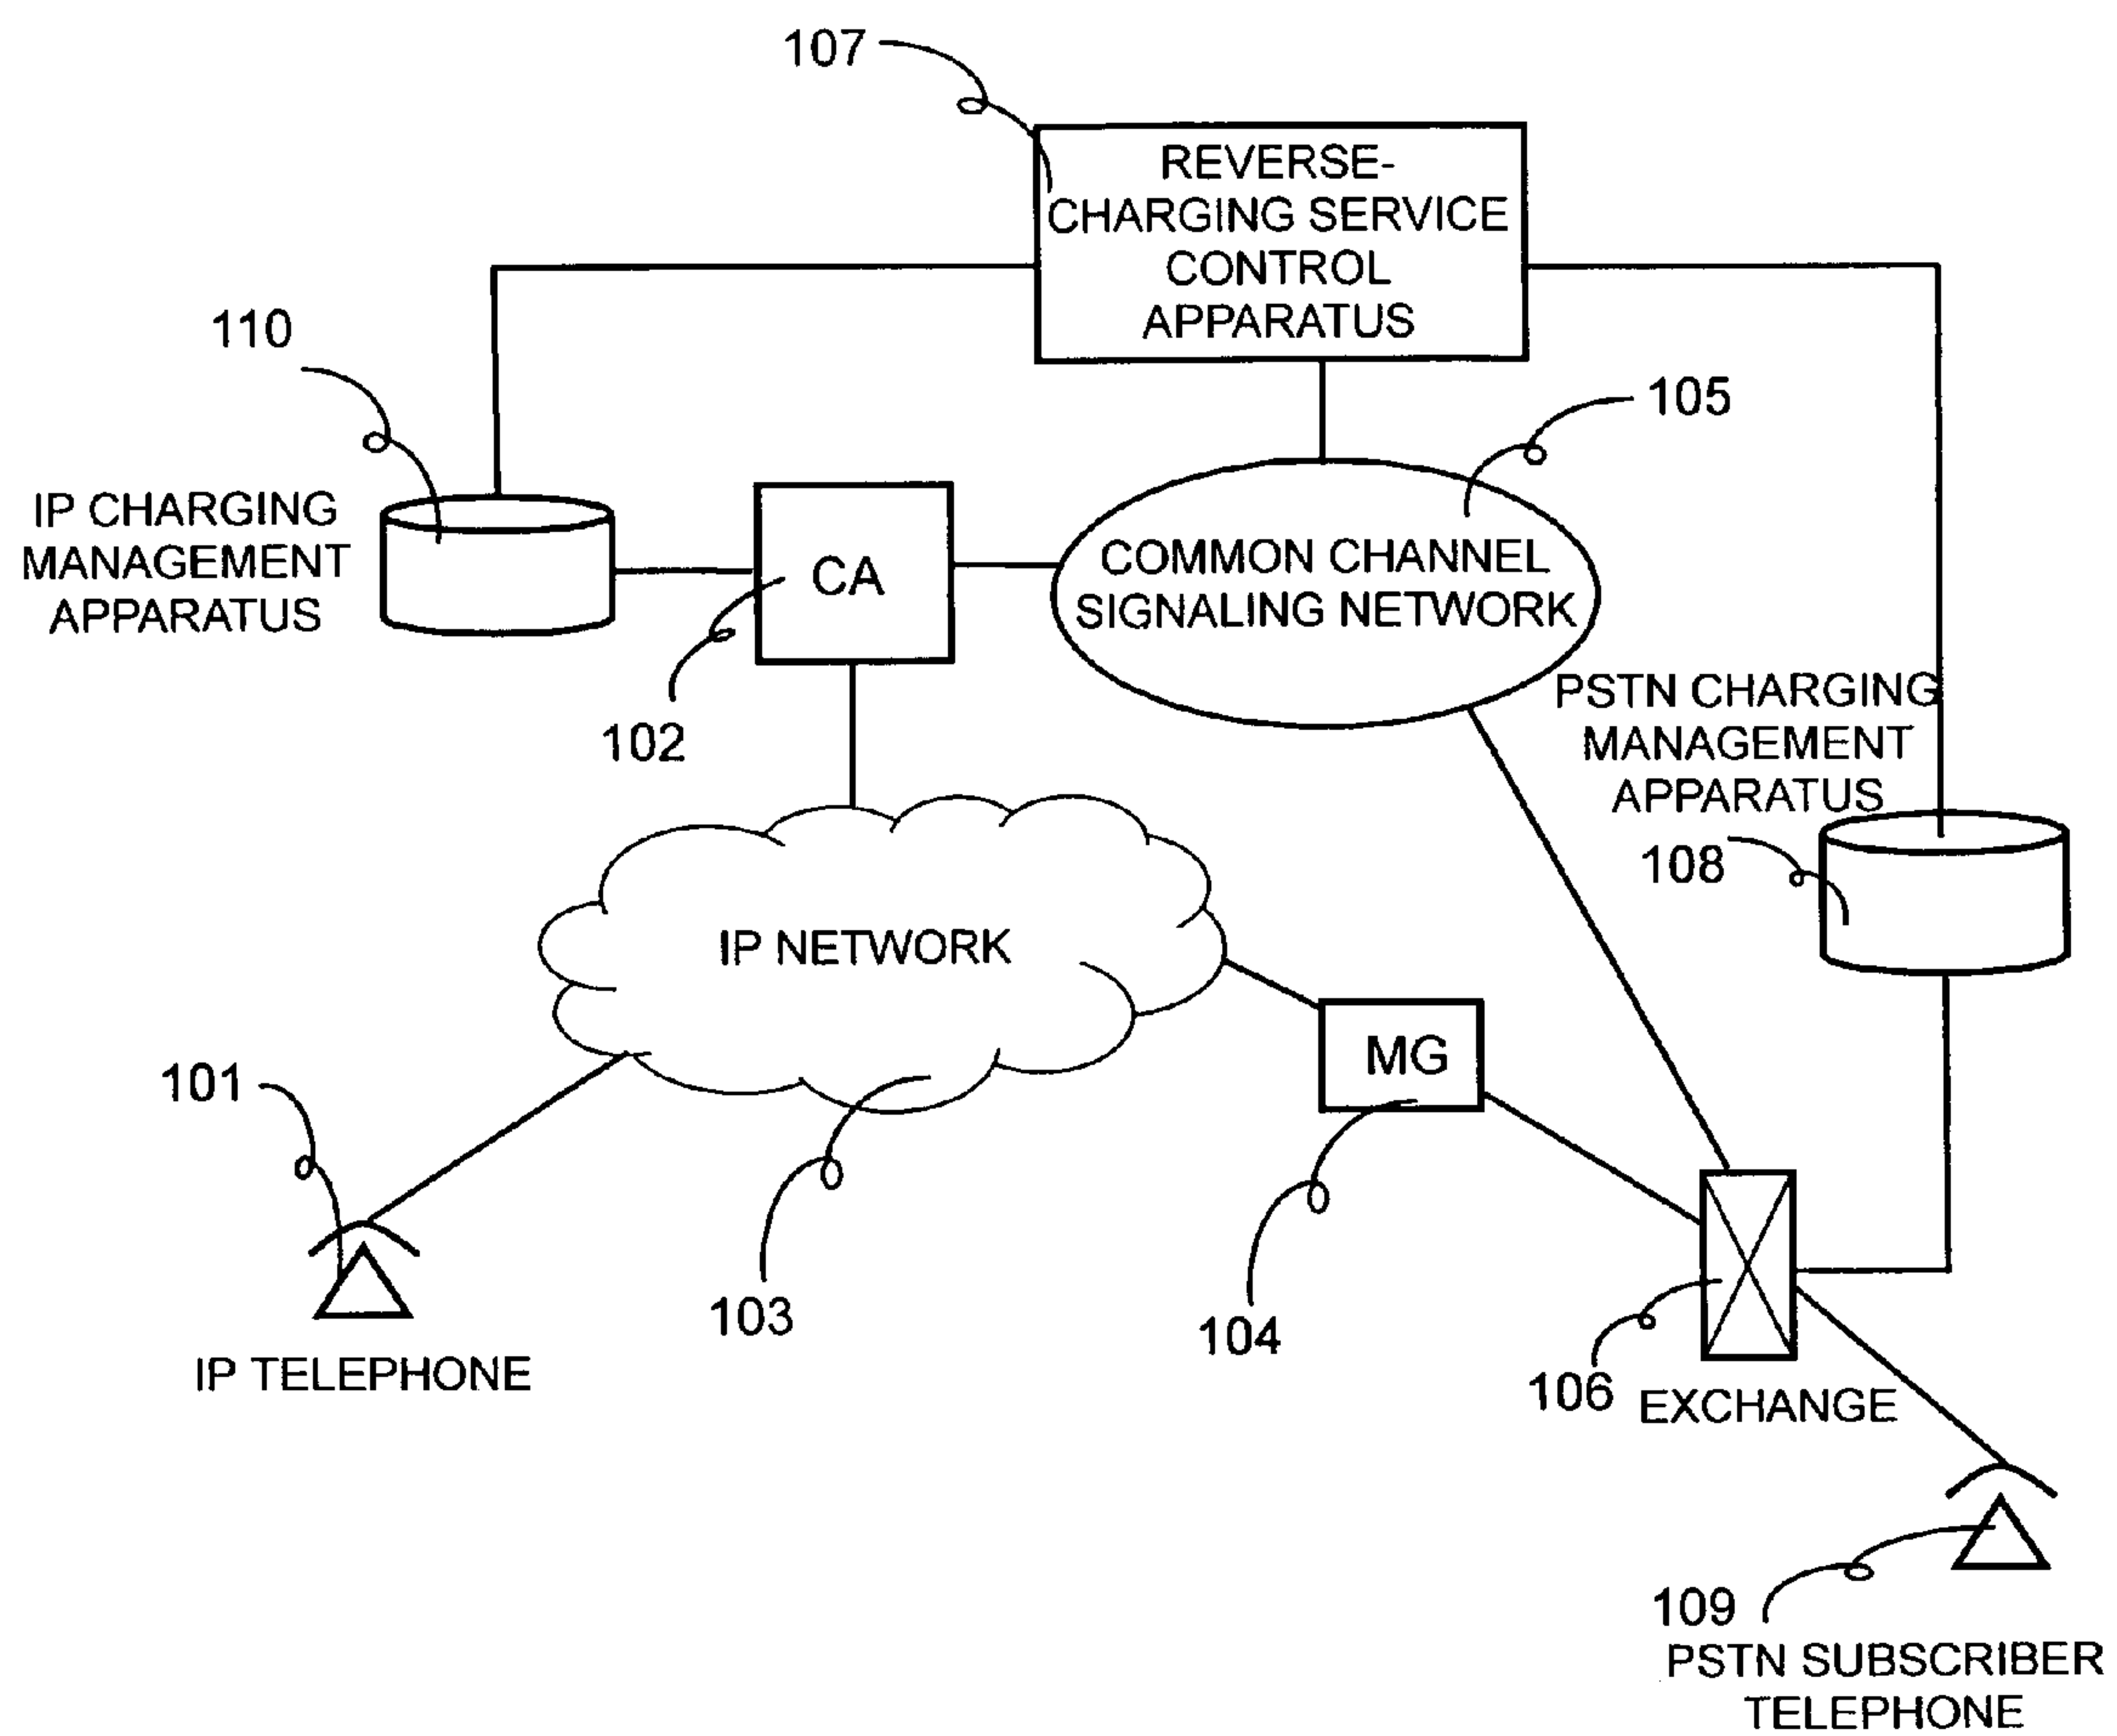 107
REVERSE-
CHARGING SERVICE
CONTROL
APPARATUS
110
105
IP CHARGING
MANAGEMENT
APPARATUS
CA
COMMON CHANNEL
SIGNALING NETWORK
102
PSTN CHARGING
MANAGEMENT
APPARATUS
108
IP NETWORK
MG
101
103
104
IP TELEPHONE
106
EXCHANGE
109
PSTN SUBSCRIBER
TELEPHONE